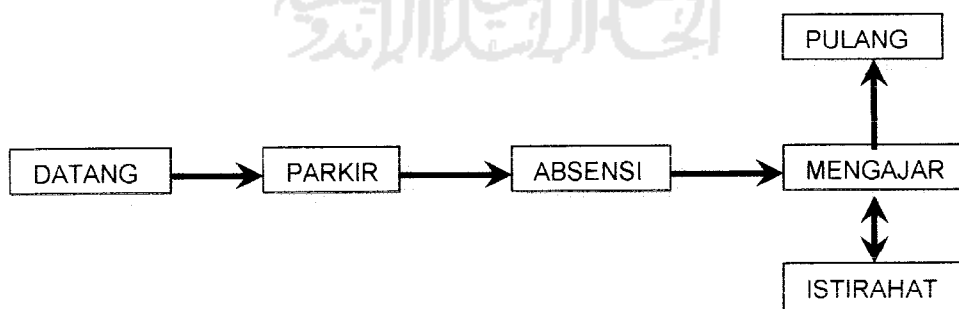 PULANG
DATANG
PARKIR
ABSENSI
MENGAJAR
ISTIRAHAT